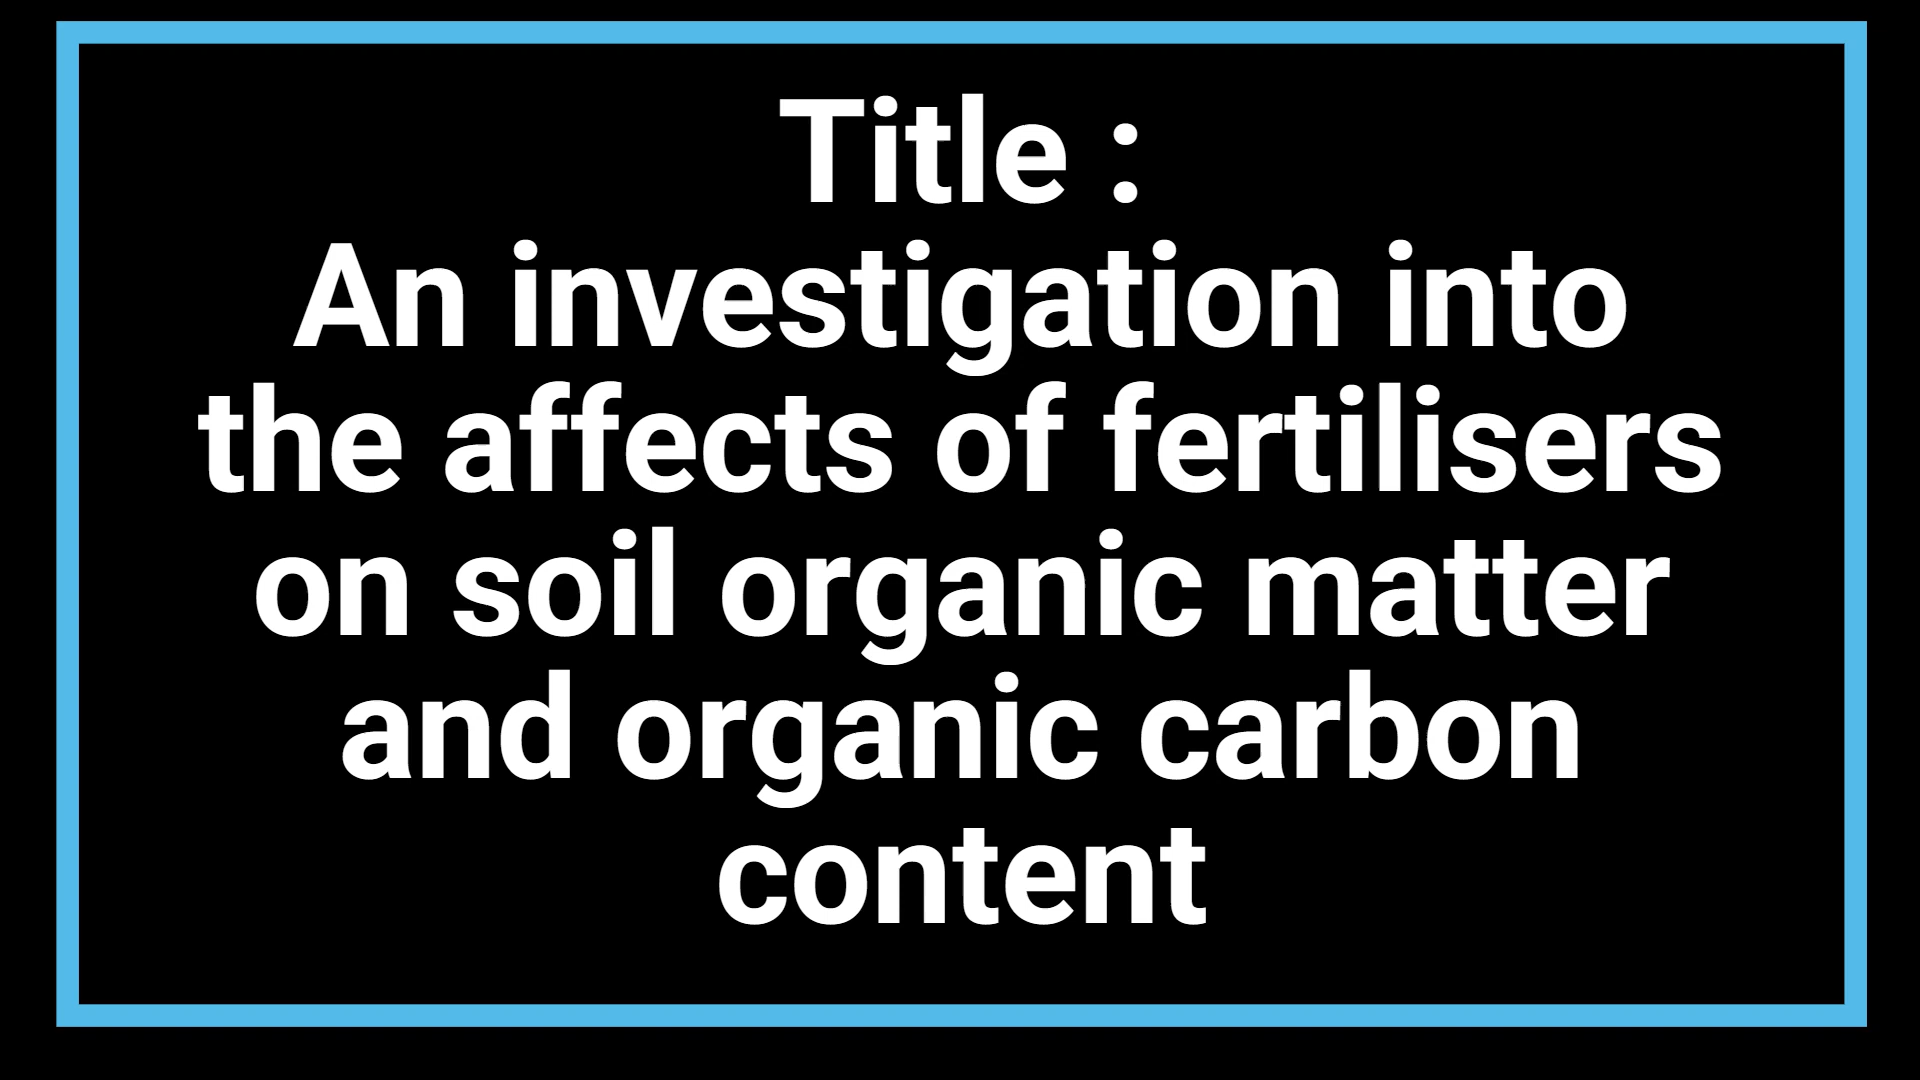 Title :
An investigation into
the affects of fertilisers
on soil organic matter
and organic carbon
content